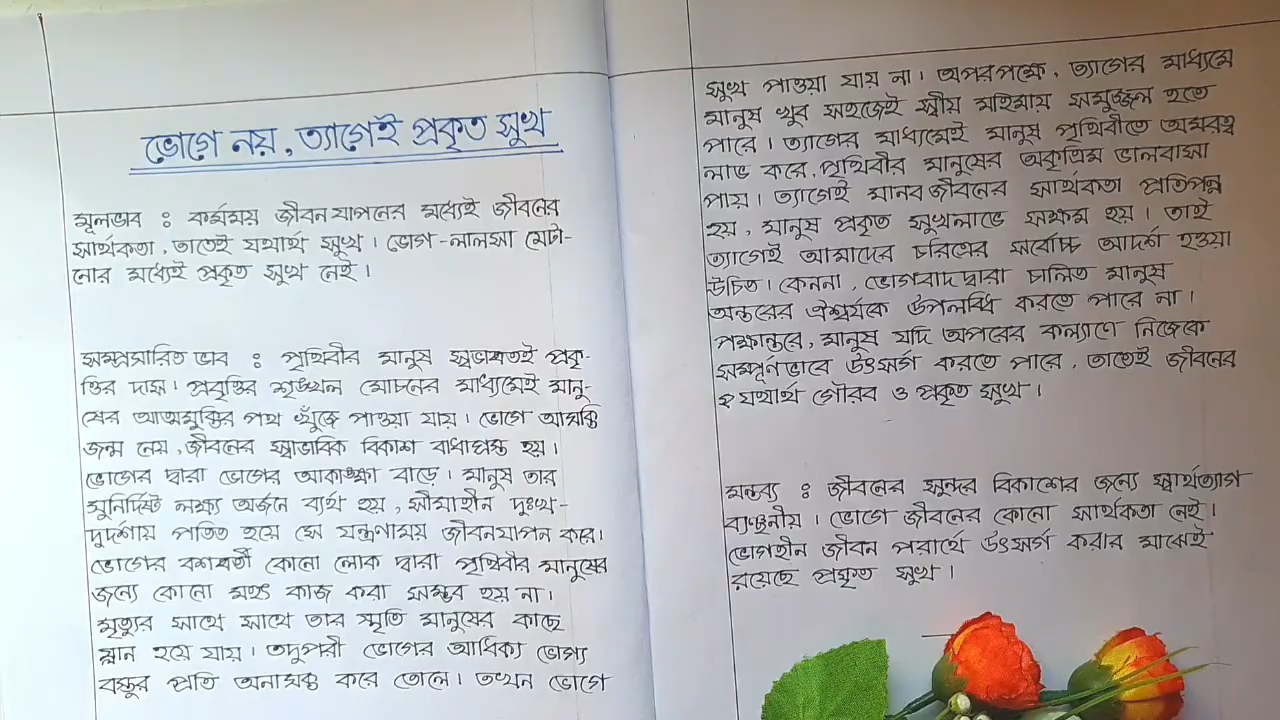 ভোগে নয়, ত্যাগেই প্রকৃত সুখ
মূলভাব : কর্মময় জীবন যাপনের মধ্যেই জীবনের
সার্থকতা, তাতেই যথার্থ সুখ। ভোগ-লালসা মেটা-
নোর মধ্যেই প্রকৃত সুখ নেই।
সম্প্রসারিত ভাব : পৃথিবীর মানুষ স্বভাবতই প্রবৃ-
ত্তির দাস। প্রবৃত্তির শৃঙ্খল মোচনের মাধ্যমেই মানু-
ষের আত্মমুক্তির পথ খুঁজে পাওয়া যায়। ভোগে আসক্তি
জন্ম নেয়, জীবনের স্বাভাবিক বিকাশ বাধাগ্রস্ত হয়।
ভোগের দ্বারা ভোগের আকাঙ্ক্ষা বাড়ে। মানুষ তার
সুনির্দিষ্ট লক্ষ্য অর্জনে ব্যর্থ হয়, সীমাহীন দুঃখ-
দুর্দশায় পতিত হয়ে সে যন্ত্রণাময় জীবনযাপন করে।
ভোগের বশবর্তী কোনো লোক দ্বারা পৃথিবীর মানুষের
জন্যে কোনো মহৎ কাজ করা সম্ভব হয় না।
মৃত্যুর সাথে সাথে তার স্মৃতি মানুষের কাছে
ম্লান হয়ে যায়। তদুপরী ভোগের আধিক্য ভোগ্য
বস্তুর প্রতি অনাসক্ত করে তোলে। তখন ভোগে
সুখ পাওয়া যায় না। অপরপক্ষে, ত্যাগের মাধ্যমে
মানুষ খুব সহজেই স্বীয় মহিমায় সমুজ্জ্বল হতে
পারে। ত্যাগের মাধ্যমেই মানুষ পৃথিবীতে অমরত্ব
লাভ করে, পৃথিবীর মানুষের অকৃত্রিম ভালবাসা
পায়। ত্যাগেই মানব জীবনের সার্থকতা প্রতিপন্ন
হয়, মানুষ প্রকৃত সুখলাভে সক্ষম হয়। তাই
ত্যাগেই আমাদের চরিত্রের সর্বোচ্চ আদর্শ হওয়া
উচিত। কেননা, ভোগবাদ দ্বারা চালিত মানুষ
অন্তরের ঐশ্বর্যকে উপলব্ধি করতে পারে না।
পক্ষান্তরে, মানুষ যদি অপরের কল্যাণে নিজেকে
সম্পূর্ণভাবে উৎসর্গ করতে পারে, তাতেই জীবনের
যথার্থ গৌরব ও প্রকৃত সুখ।
মন্তব্য : জীবনের সুন্দর বিকাশের জন্যে স্বার্থত্যাগ
বাঞ্ছনীয়। ভোগে জীবনের কোনো সার্থকতা নেই।
ভোগহীন জীবন পরার্থে উৎসর্গ করার মাঝেই
রয়েছে প্রকৃত সুখ।